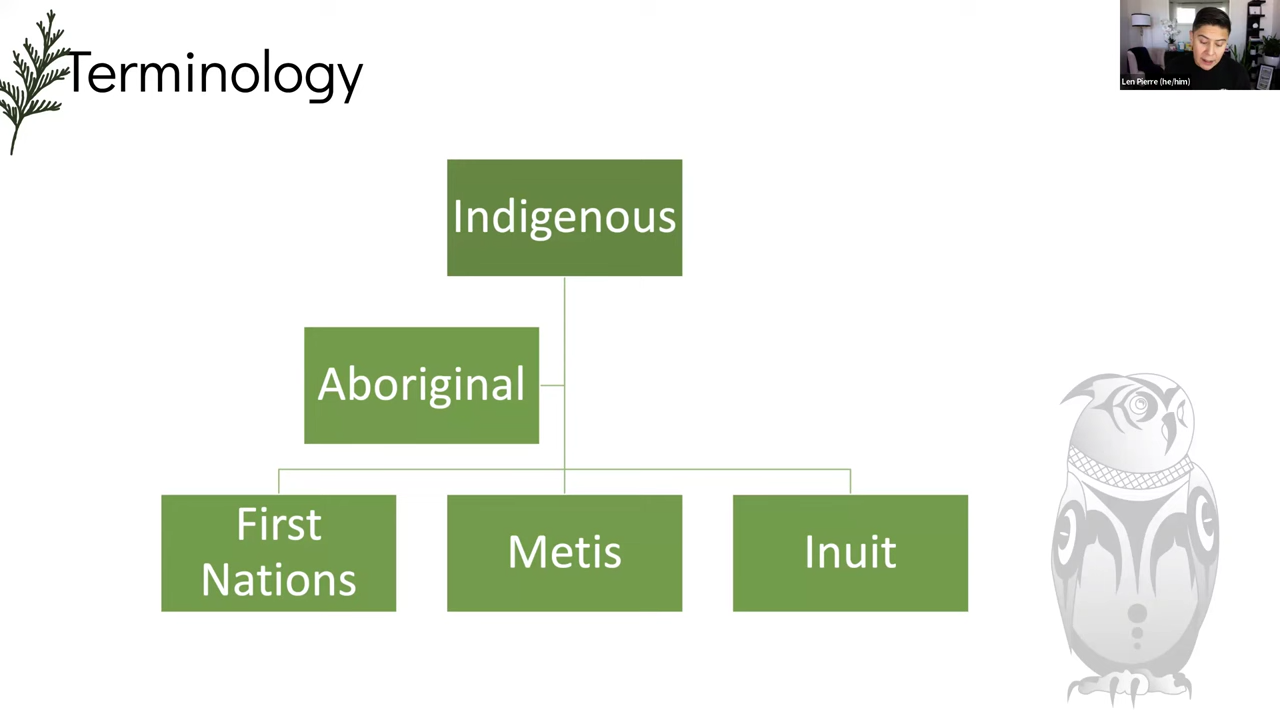 Terminology
Len Pierre (he/him)
Indigenous
Aboriginal
First
Nations
Metis
Inuit